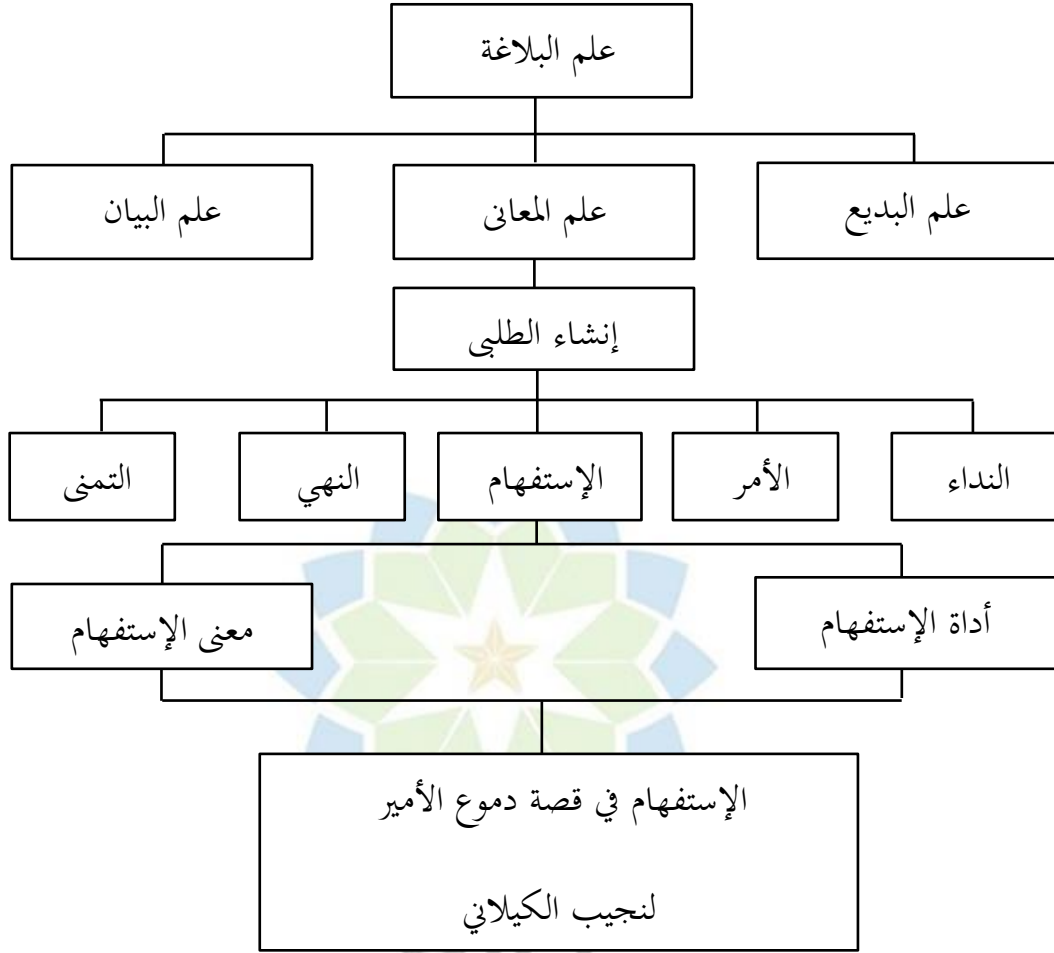 علم البلاغة
علم البديع
علم المعانى
علم البيان
إنشاء الطلبى
النداء
الأمر
الإستفهام
النهي
التمنى
أداة الإستفهام
معنى الإستفهام
الإستفهام في قصة دموع الأمير
لنجيب الكيلاني